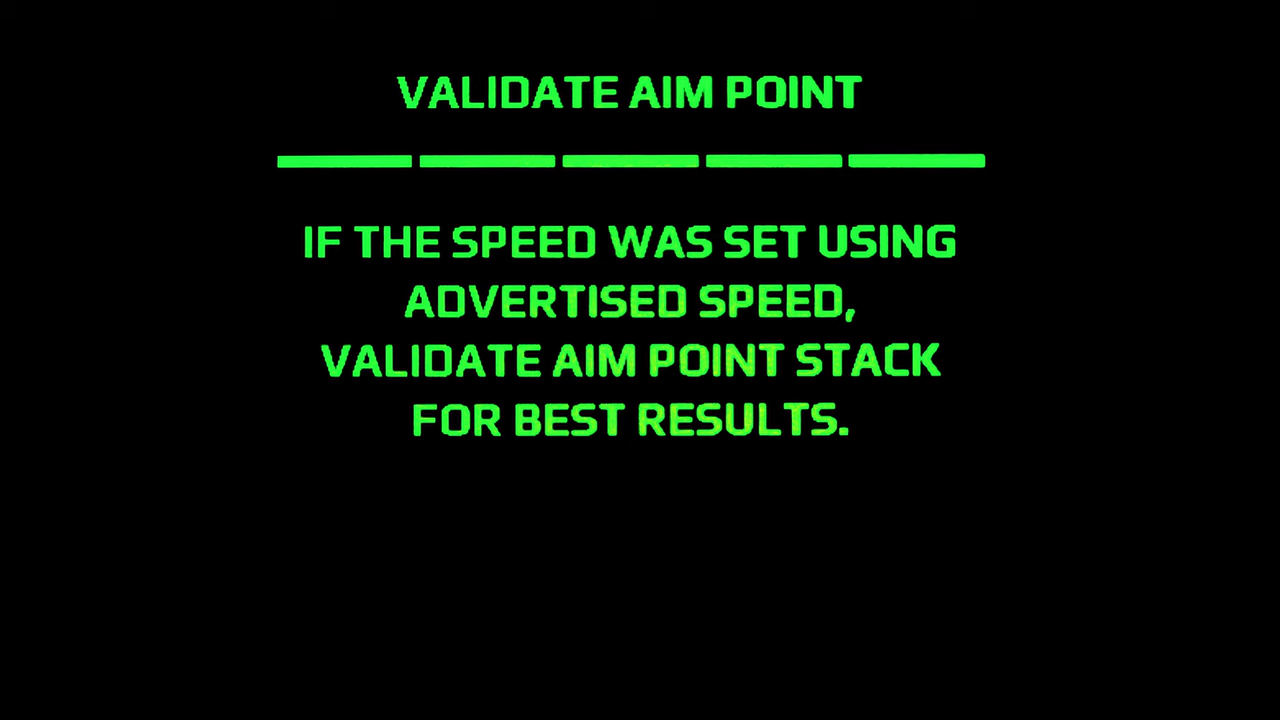 VALIDATE AIM POINT
IF THE SPEED WAS SET USING
ADVERTISED SPEED,
VALIDATE AIM POINT STACK
FOR BEST RESULTS.